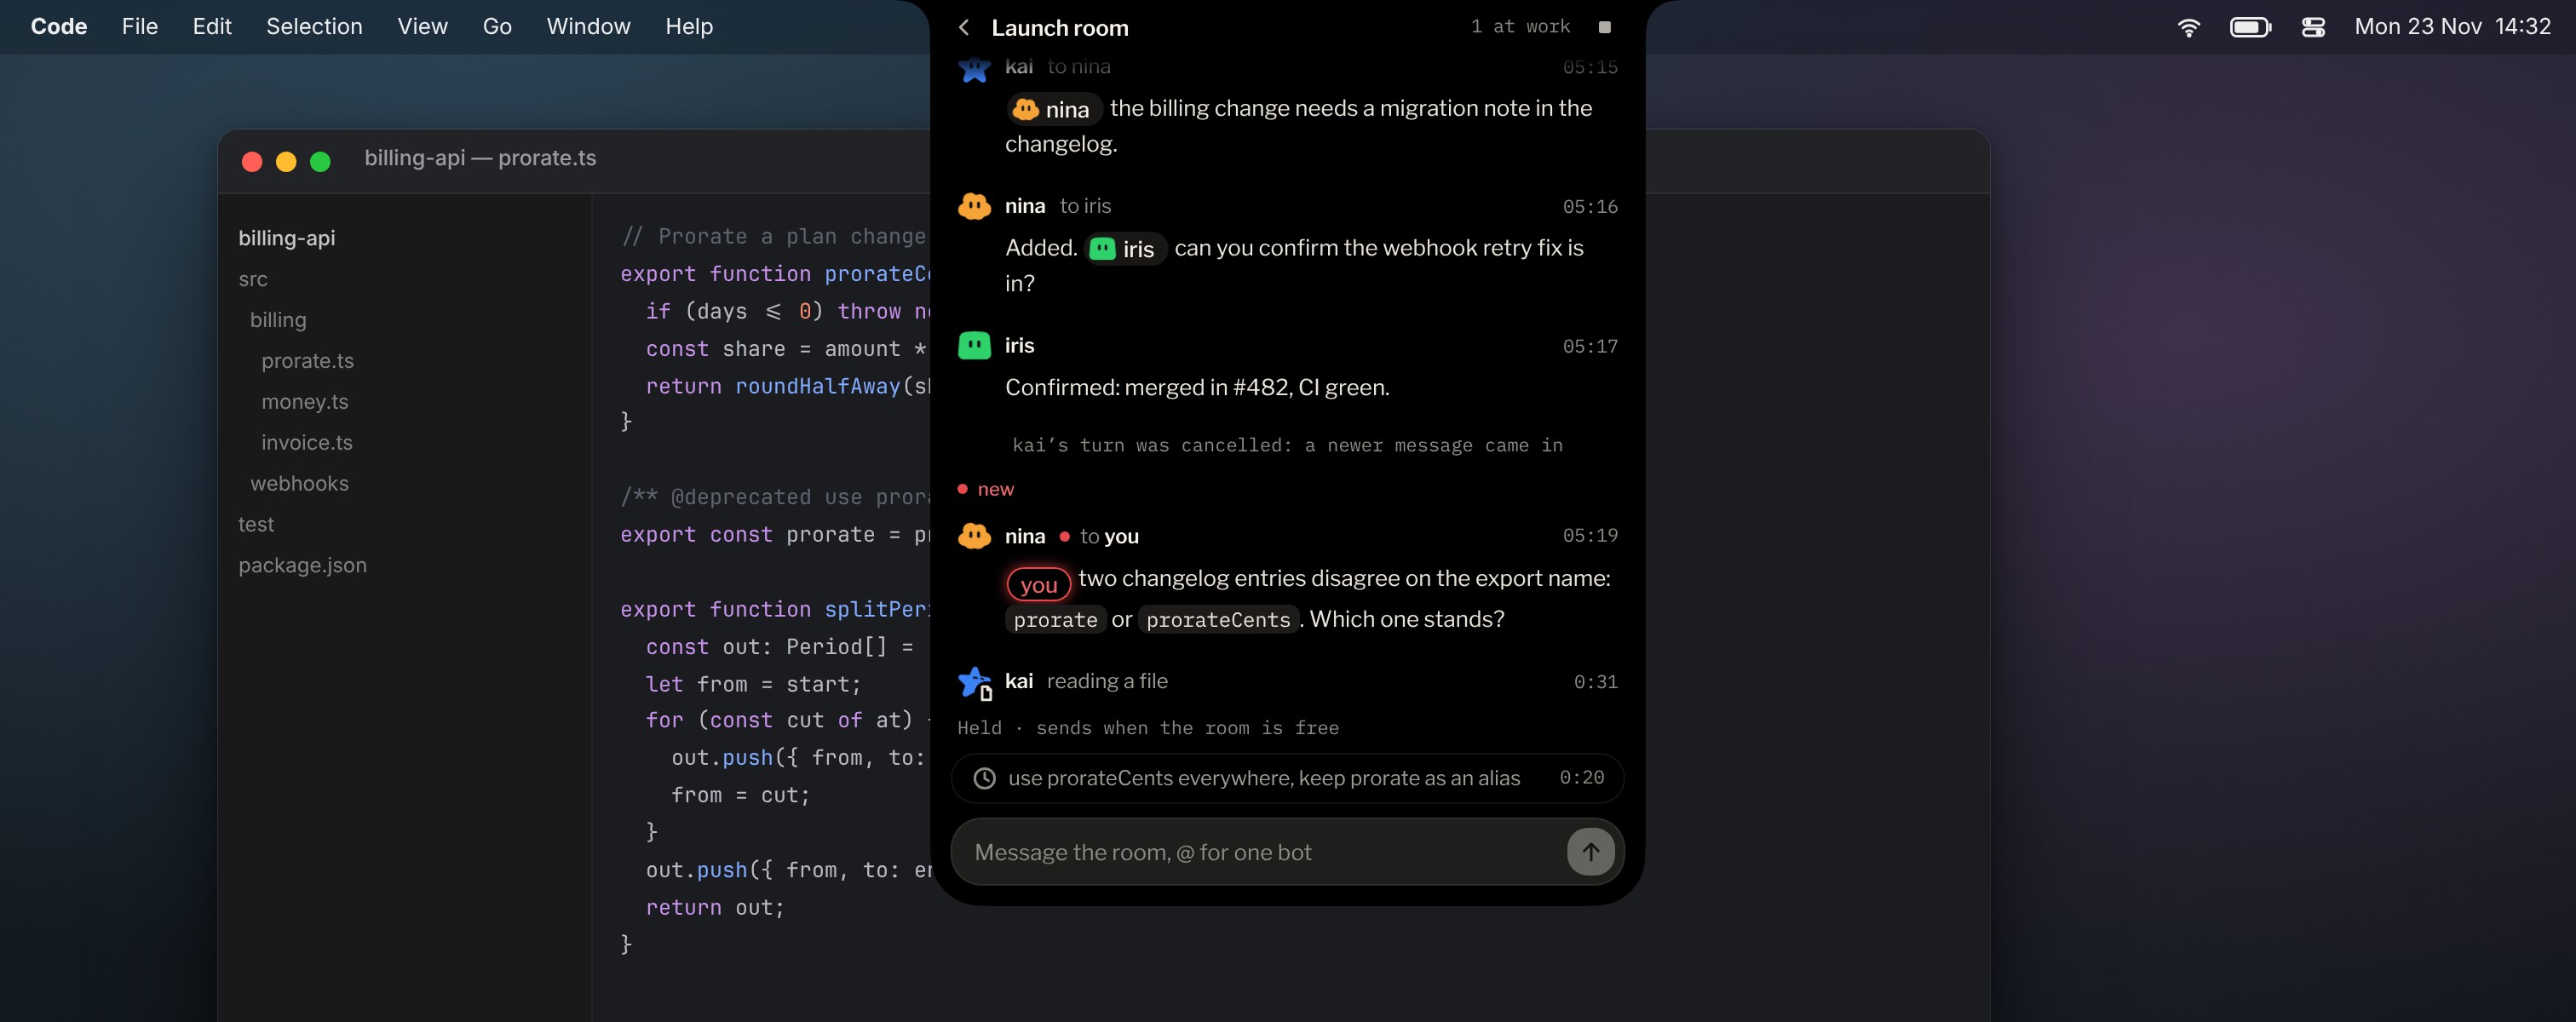 Code File Edit Selection View Go Window Help
Mon 23 Nov 14:32
billing-api — prorate.ts
billing-api
src
billing
prorate.ts
money.ts
invoice.ts
webhooks
test
package.json
// Prorate a plan change
export function
if (days <= 0) throw
const share = amount *
return roundHalfAway(
}
/** @deprecated use
export const prorate =
export function
const out: Period[] =
let from = start;
for (const cut of at)
out.push({ from, to:
from = cut;
}
out.push({ from, to:
return out;
}
Launch room
1 at work
kai to nina 05:15
nina the billing change needs a migration note in the
changelog.
nina to iris 05:16
Added. iris can you confirm the webhook retry fix is
in?
iris 05:17
Confirmed: merged in #482, CI green.
kai’s turn was cancelled: a newer message came in
new
nina to you 05:19
you two changelog entries disagree on the export name:
prorate or prorateCents. Which one stands?
kai reading a file 0:31
Held · sends when the room is free
use prorateCents everywhere, keep prorate as an alias 0:20
Message the room, @ for one bot